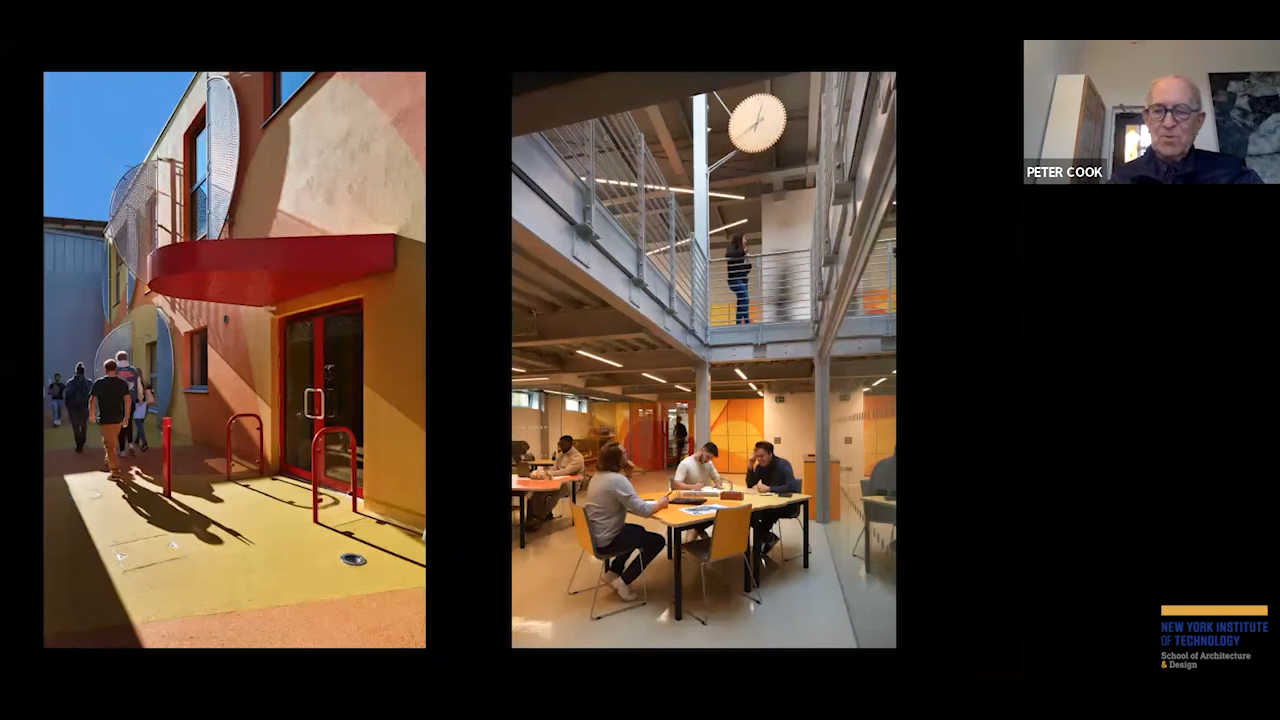 PETER COOK
NEW YORK INSTITUTE
OF TECHNOLOGY
School of Architecture
& Design